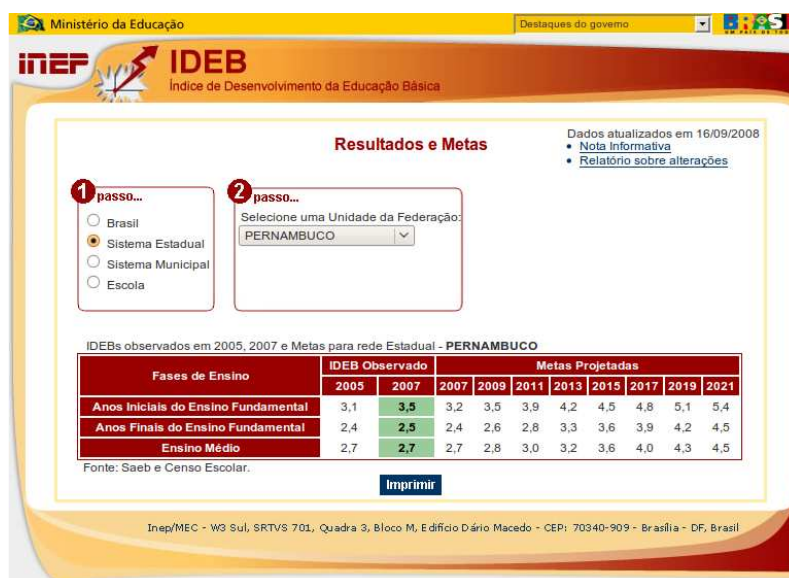 Ministério da Educação
Destaques do governo
BRASIL
UM PAÍS DE TODOS
INEP
IDEB
Índice de Desenvolvimento da Educação Básica
Resultados e Metas
Dados atualizados em 16/09/2008
• Nota Informativa
• Relatório sobre alterações
1 passo...
Brasil
Sistema Estadual
Sistema Municipal
Escola
2 passo...
Selecione uma Unidade da Federação:
PERNAMBUCO
IDEBs observados em 2005, 2007 e Metas para rede Estadual - PERNAMBUCO
Fases de Ensino IDEB Observado Metas Projetadas
2005 2007 2007 2009 2011 2013 2015 2017 2019 2021
Anos Iniciais do Ensino Fundamental 3,1 3,5 3,2 3,5 3,9 4,2 4,5 4,8 5,1 5,4
Anos Finais do Ensino Fundamental 2,4 2,5 2,4 2,6 2,8 3,3 3,6 3,9 4,2 4,5
Ensino Médio 2,7 2,7 2,7 2,8 3,0 3,2 3,6 4,0 4,3 4,5
Fonte: Saeb e Censo Escolar.
Imprimir
Inep/MEC - W3 Sul, SRTVS 701, Quadra 3, Bloco M, Edifício Dário Macedo - CEP: 70340-909 - Brasília - DF, Brasil